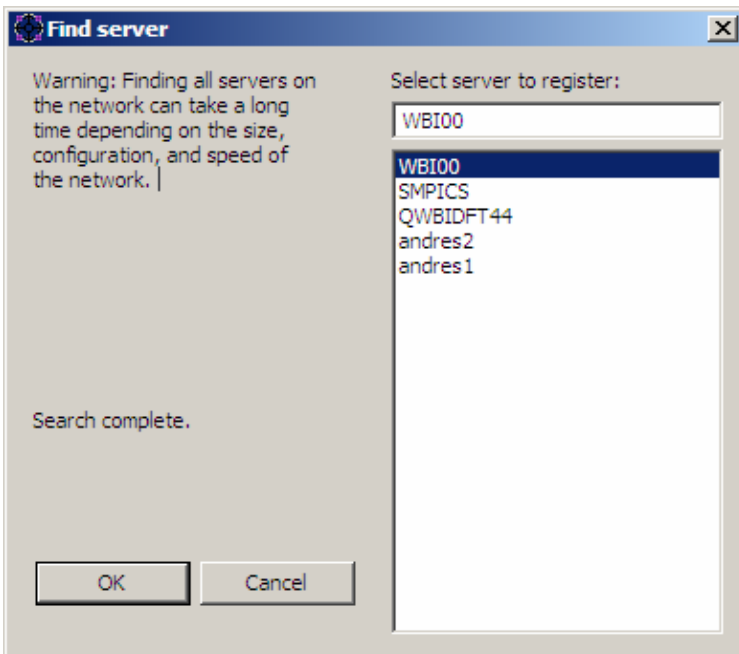 Find server
Warning: Finding all servers on
the network can take a long
time depending on the size,
configuration, and speed of
the network.
Search complete.
OK
Cancel
Select server to register:
WBI00
WBI00
SMPICS
QWBIDFT44
andres2
andres1